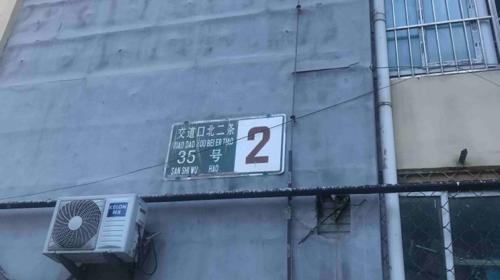 交道口北二条
JIAO DAO KOU BEI ER TIAO
35 号
SAN SHI WU HAO
2
KELON